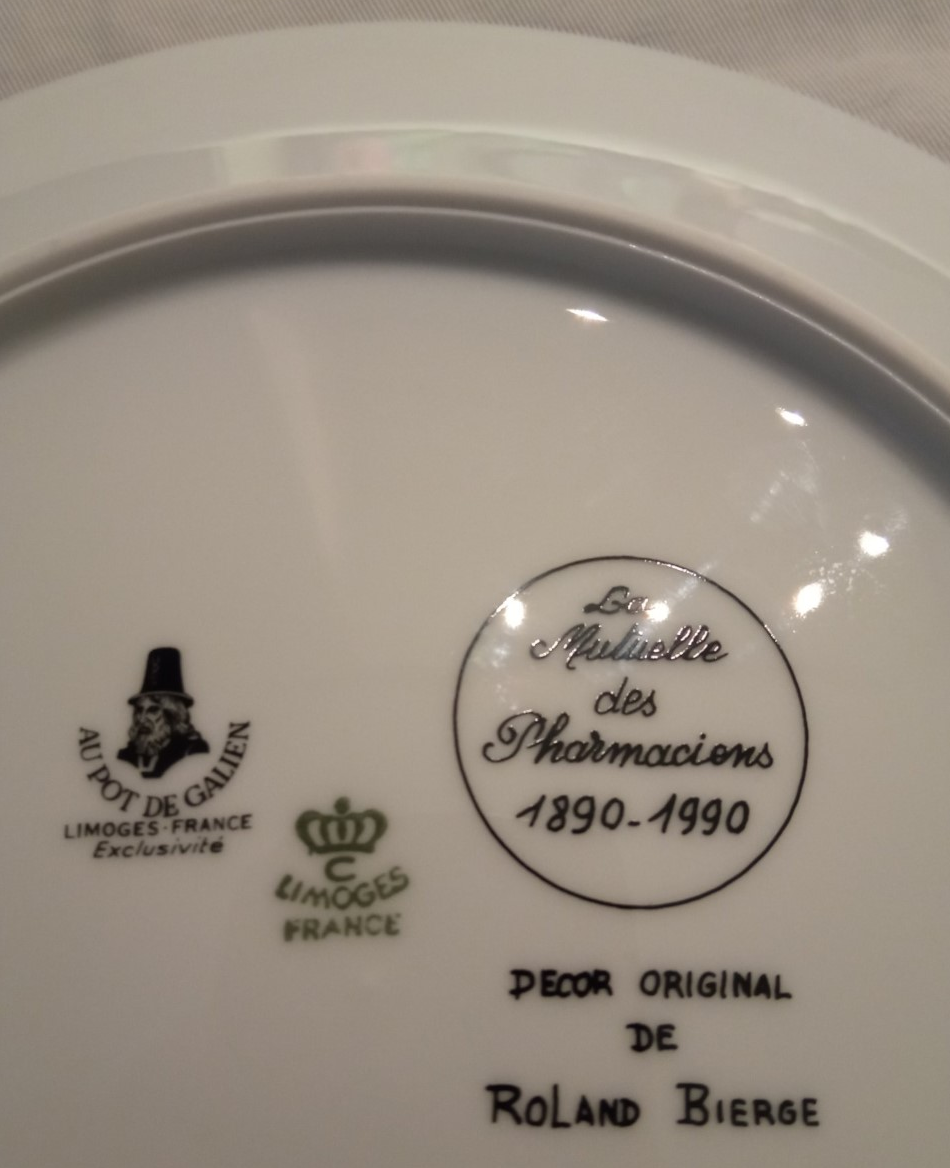 AU POT DE GALIEN
LIMOGES·FRANCE
Exclusivité
C
LIMOGES
FRANCE
La
Mutuelle
des
Pharmaciens
1890-1990
DECOR ORIGINAL
DE
ROLAND BIERGE